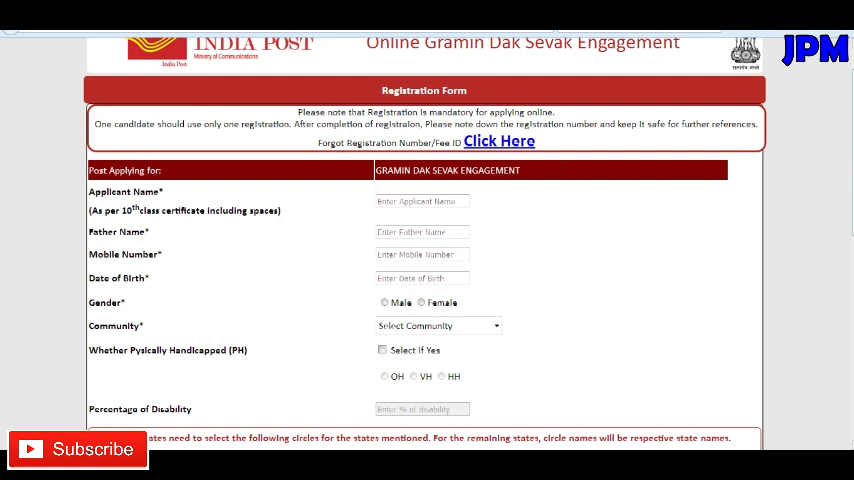 INDIA POST
Ministry of Communications
India Post
Online Gramin Dak Sevak Engagement
सत्यमेव जयते
JPM
Registration Form
Please note that Registration is mandatory for applying online.
One candidate should use only one registration. After completion of registraion, Please note down the registration number and keep it safe for further references.
Forgot Registration Number/Fee ID Click Here
Post Applying for: GRAMIN DAK SEVAK ENGAGEMENT
Applicant Name*
(As per 10th class certificate including spaces) Enter Applicant Name
Father Name* Enter Father Name
Mobile Number* Enter Mobile Number
Date of Birth* Enter Date of Birth
Gender* Male Female
Community* Select Community
Whether Pysically Handicapped (PH) Select If Yes
OH VH HH
Percentage of Disability Enter % of disability
ates need to select the following circles for the states mentioned. For the remaining states, circle names will be respective state names.
Subscribe